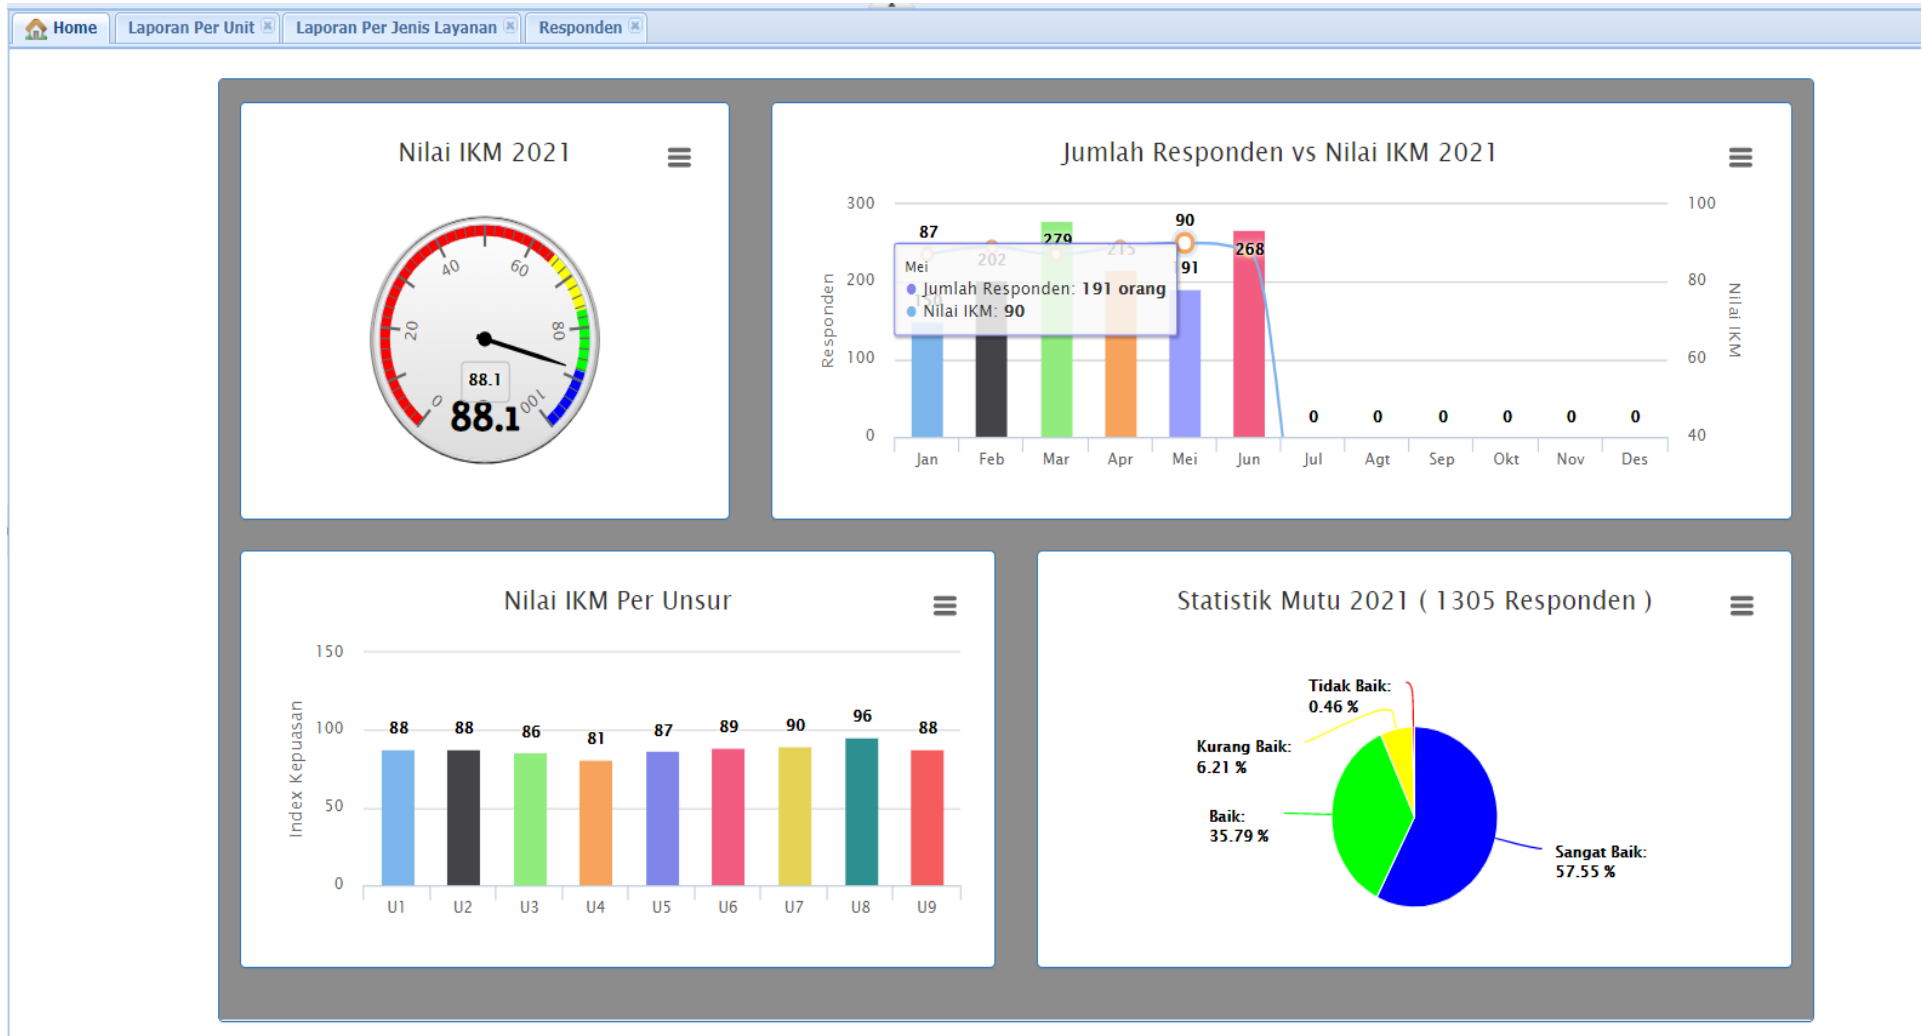 Home
Laporan Per Unit
Laporan Per Jenis Layanan
Responden
Nilai IKM 2021
0
20
40
60
80
100
88.1
88.1
Jumlah Responden vs Nilai IKM 2021
Responden
300
200
100
0
87
202
279
215
90
191
268
0
0
0
0
0
0
Mei
Jumlah Responden: 191 orang
Nilai IKM: 90
100
80
60
40
Nilai IKM
Jan
Feb
Mar
Apr
Mei
Jun
Jul
Agt
Sep
Okt
Nov
Des
Nilai IKM Per Unsur
Index Kepuasan
150
100
50
0
88
88
86
81
87
89
90
96
88
U1
U2
U3
U4
U5
U6
U7
U8
U9
Statistik Mutu 2021 ( 1305 Responden )
Tidak Baik:
0.46 %
Kurang Baik:
6.21 %
Baik:
35.79 %
Sangat Baik:
57.55 %